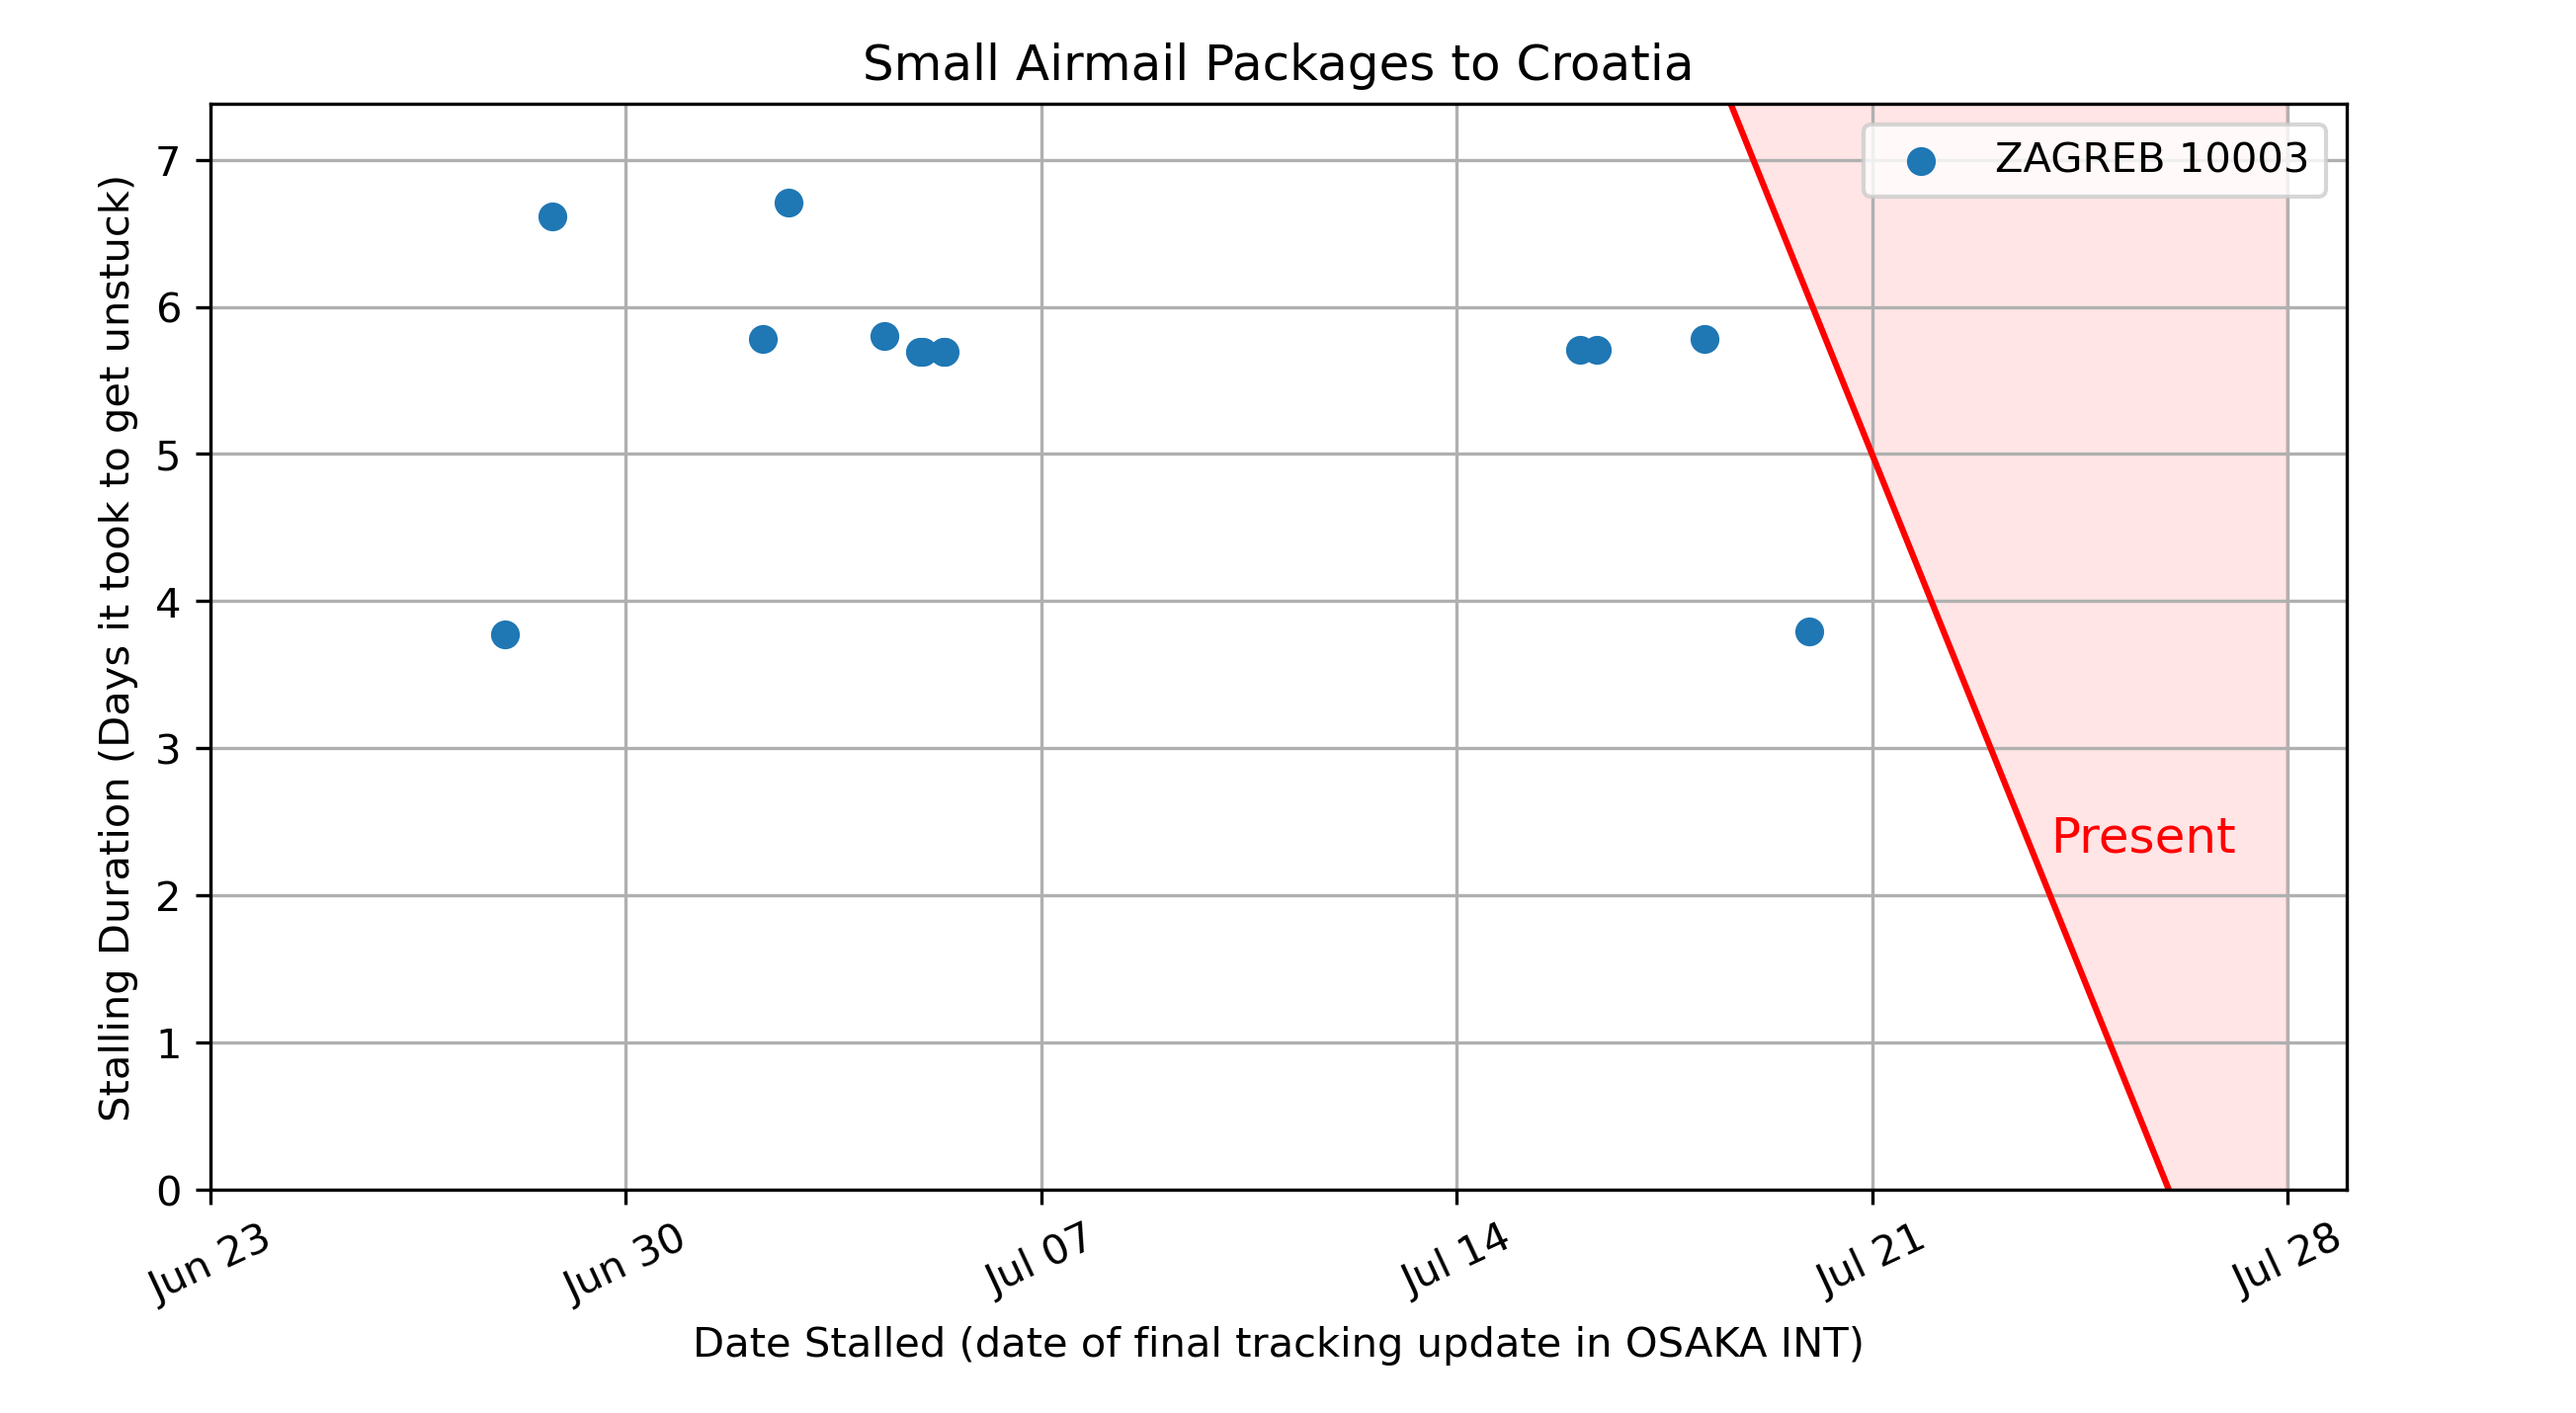 Small Airmail Packages to Croatia
ZAGREB 10003
Stalling Duration (Days it took to get unstuck)
7
6
5
4
3
2
1
0
Present
Jun 23
Jun 30
Jul 07
Jul 14
Jul 21
Jul 28
Date Stalled (date of final tracking update in OSAKA INT)